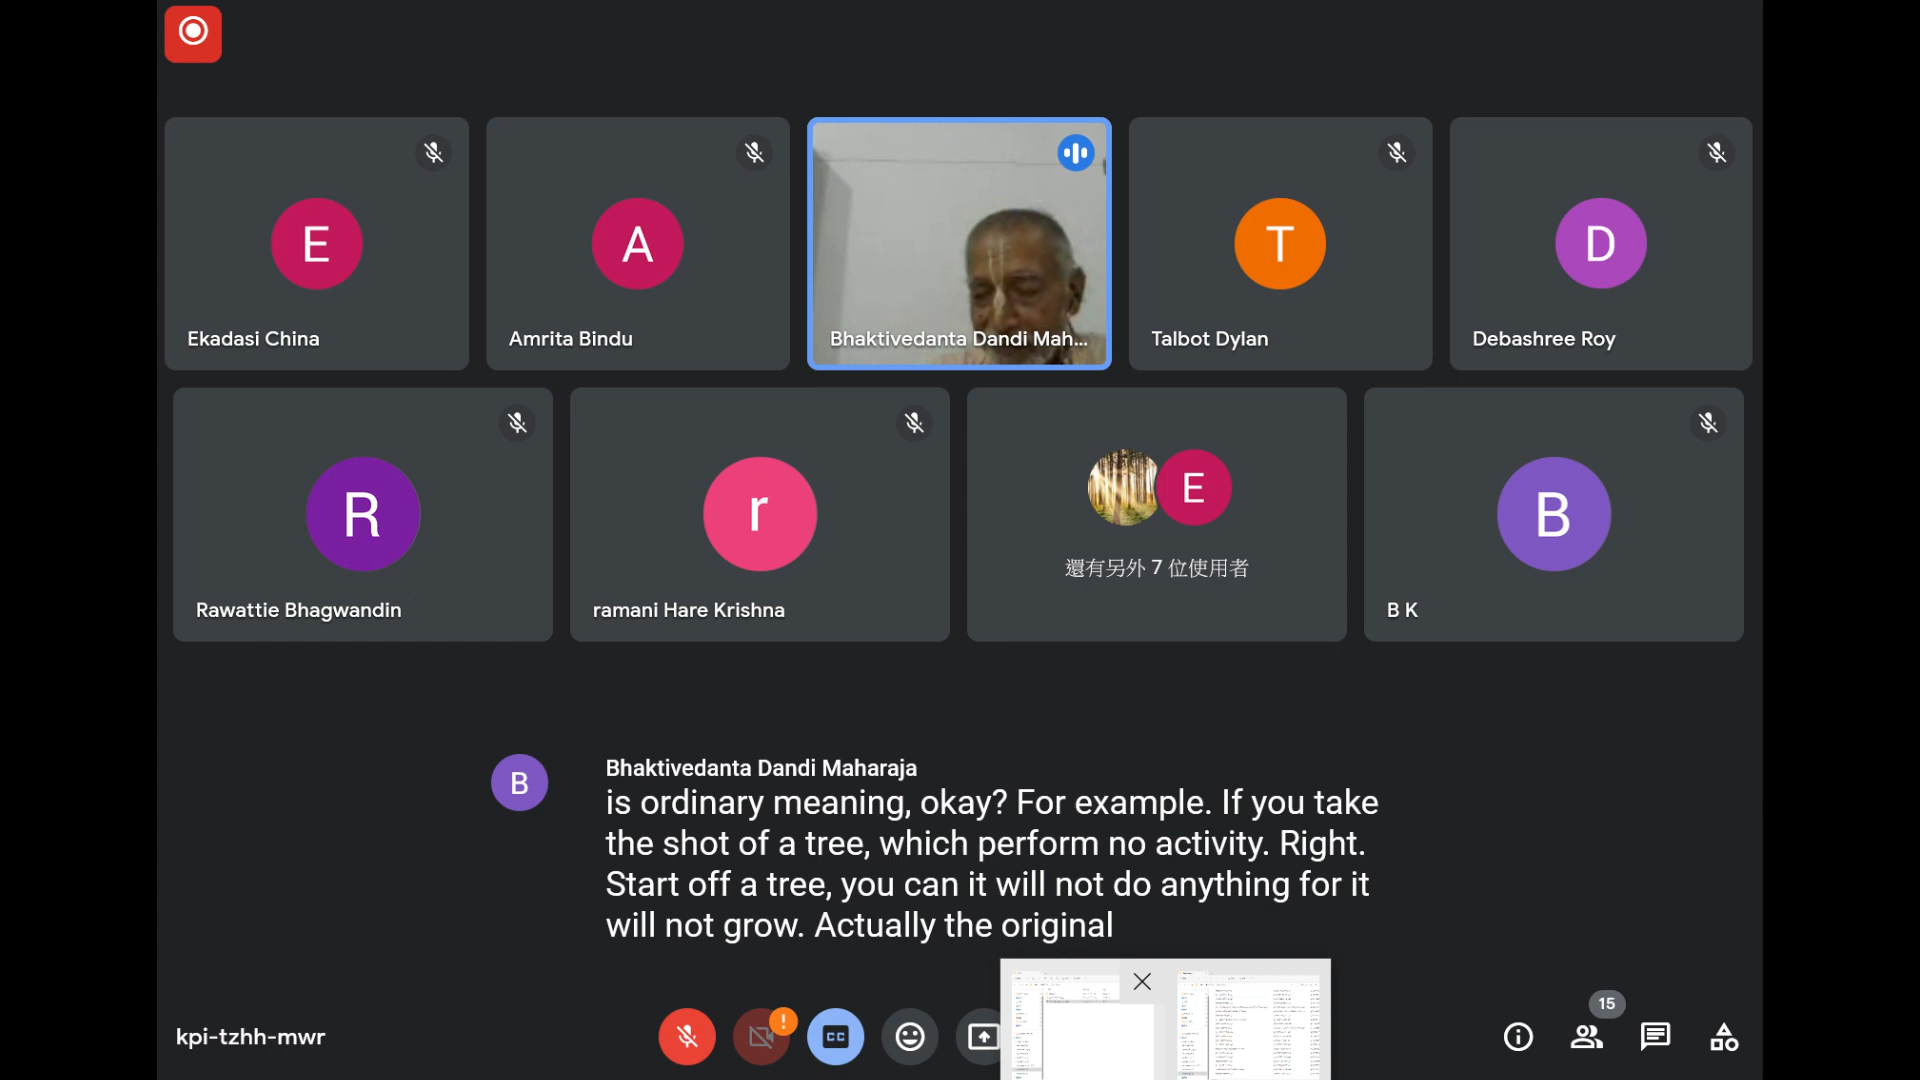 E
A
T
D
Ekadasi China
Amrita Bindu
Bhaktivedanta Dandi Mah...
Talbot Dylan
Debashree Roy
R
r
E
B
還有另外 7 位使用者
Rawattie Bhagwandin
ramani Hare Krishna
B K
B
Bhaktivedanta Dandi Maharaja
is ordinary meaning, okay? For example. If you take
the shot of a tree, which perform no activity. Right.
Start off a tree, you can it will not do anything for it
will not grow. Actually the original
15
kpi-tzhh-mwr
!
CC